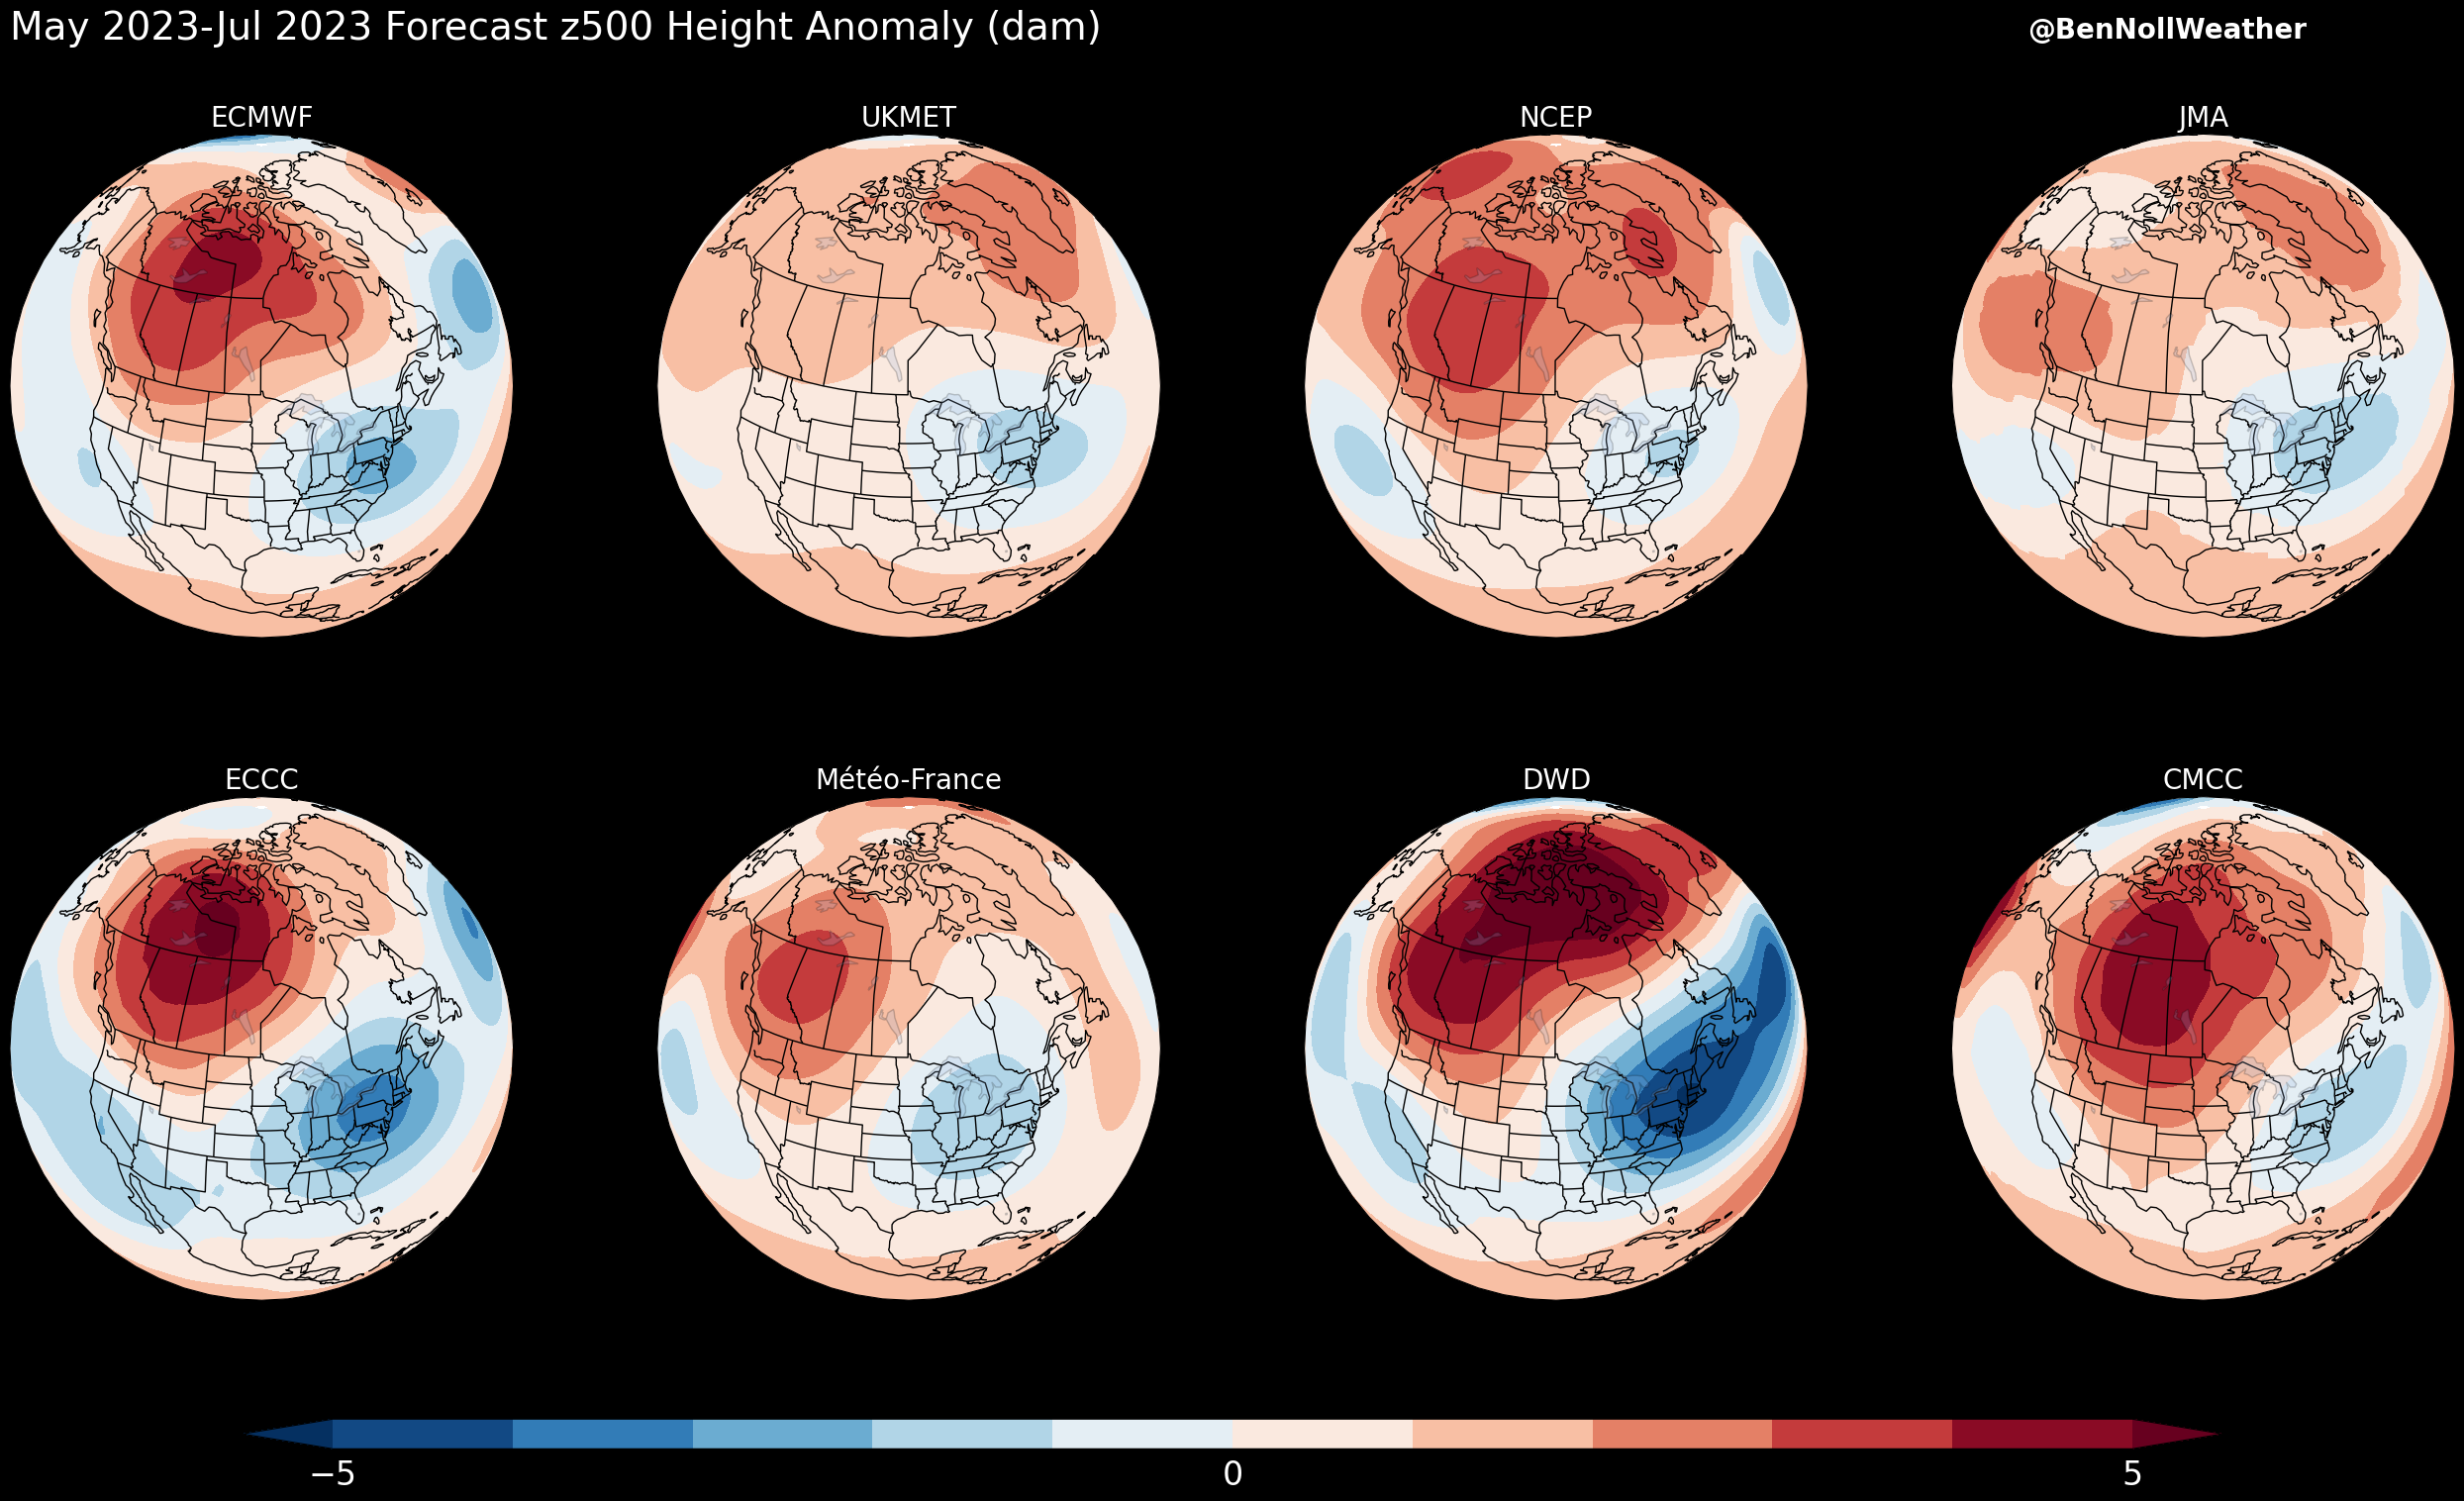 May 2023-Jul 2023 Forecast z500 Height Anomaly (dam)
@BenNollWeather
ECMWF
UKMET
NCEP
JMA
ECCC
Météo-France
DWD
CMCC
−5
0
5